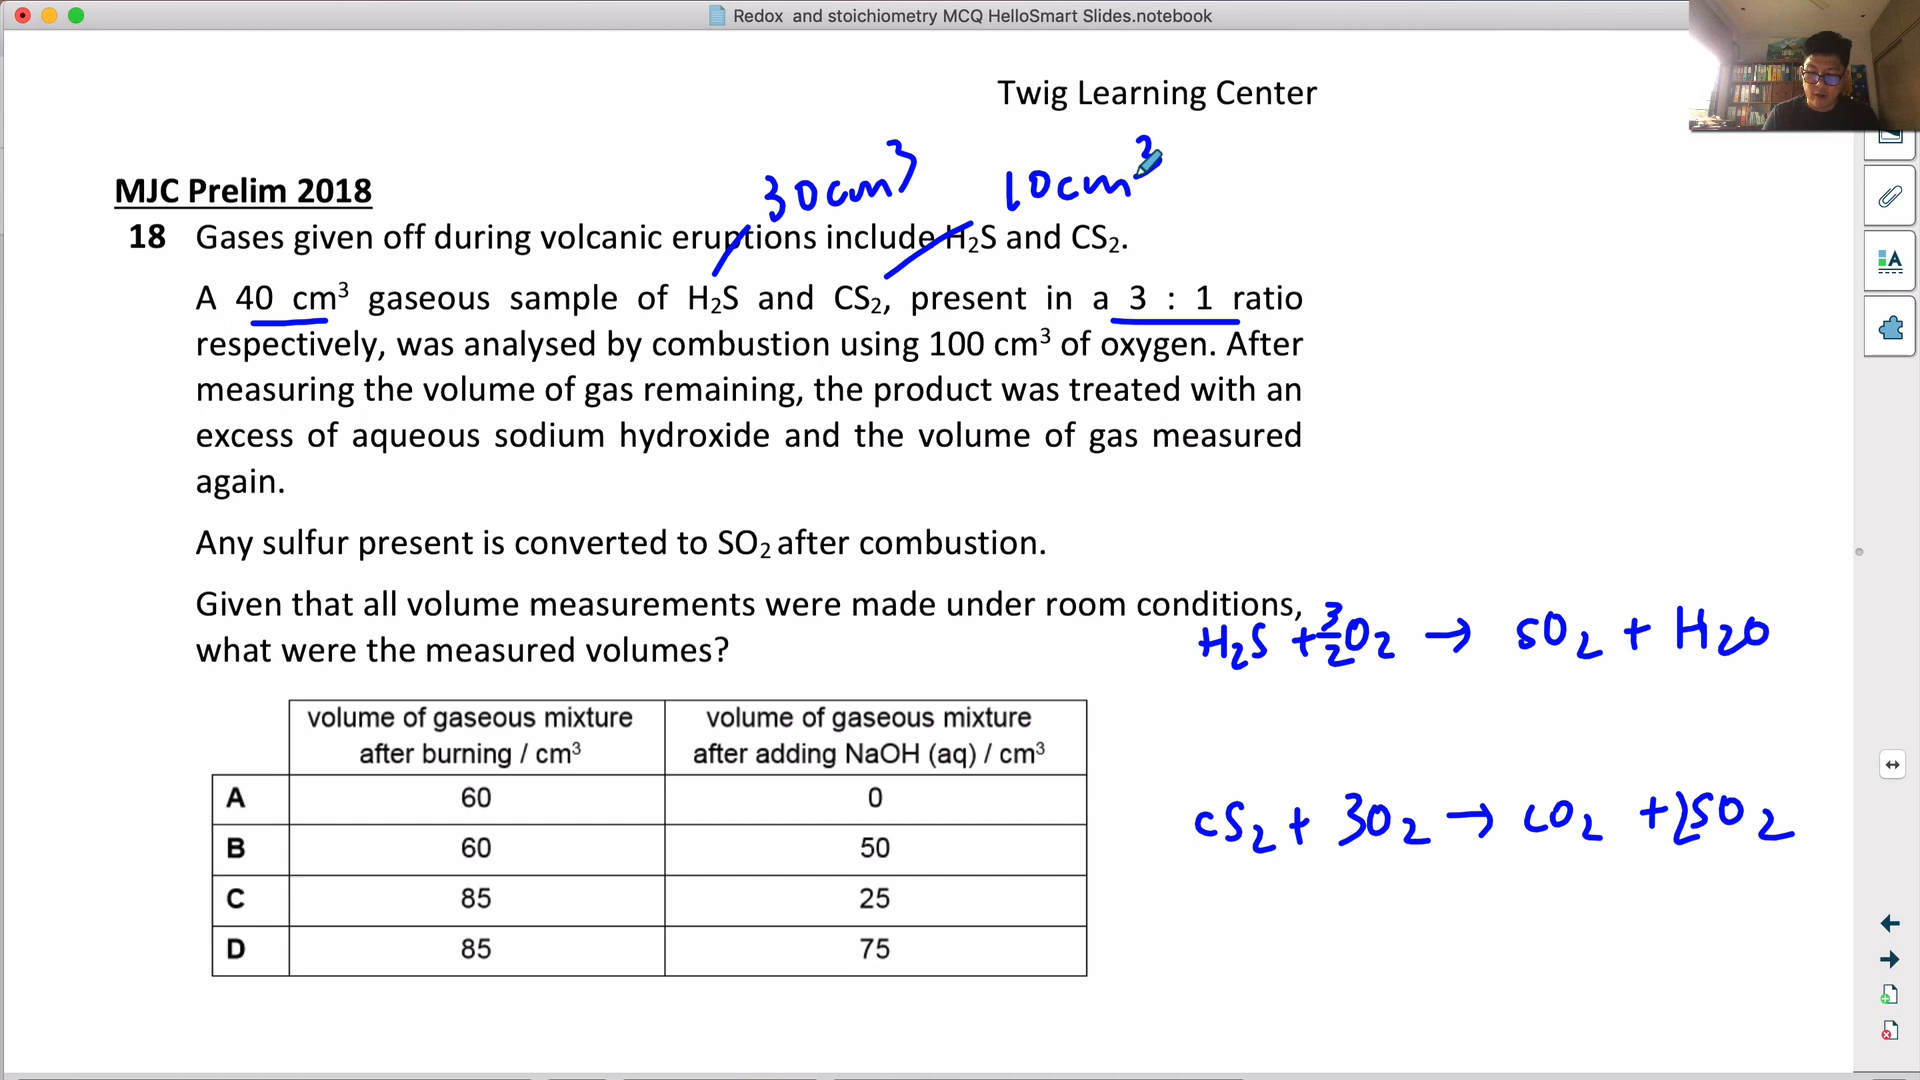 Redox and stoichiometry MCQ HelloSmart Slides.notebook
Twig Learning Center
30cm³ 10cm³
MJC Prelim 2018
18 Gases given off during volcanic eruptions include H₂S and CS₂.
A 40 cm³ gaseous sample of H₂S and CS₂, present in a 3 : 1 ratio
respectively, was analysed by combustion using 100 cm³ of oxygen. After
measuring the volume of gas remaining, the product was treated with an
excess of aqueous sodium hydroxide and the volume of gas measured
again.
Any sulfur present is converted to SO₂ after combustion.
Given that all volume measurements were made under room conditions,
what were the measured volumes?
H₂S + 3/2 O₂ → SO₂ + H₂O
volume of gaseous mixture after burning / cm³ volume of gaseous mixture after adding NaOH (aq) / cm³
A 60 0
B 60 50
C 85 25
D 85 75
CS₂ + 3O₂ → CO₂ + 2SO₂
A